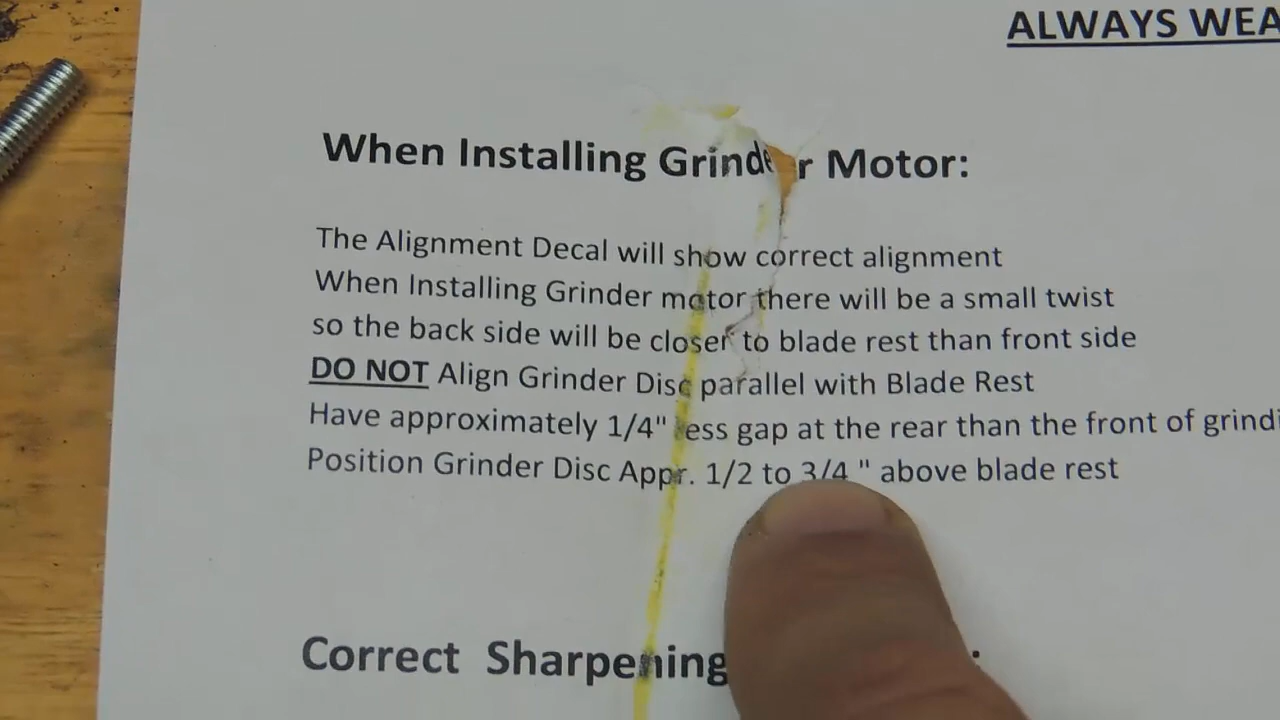 ALWAYS
When Installing Grinder Motor:
The Alignment Decal will show correct alignment
When Installing Grinder motor there will be a small twist
so the back side will be closer to blade rest than front side
DO NOT Align Grinder Disc parallel with Blade Rest
Have approximately 1/4" less gap at the rear than the front of
Position Grinder Disc Appr. 1/2 to 3/4 " above blade rest
Correct Sharpening